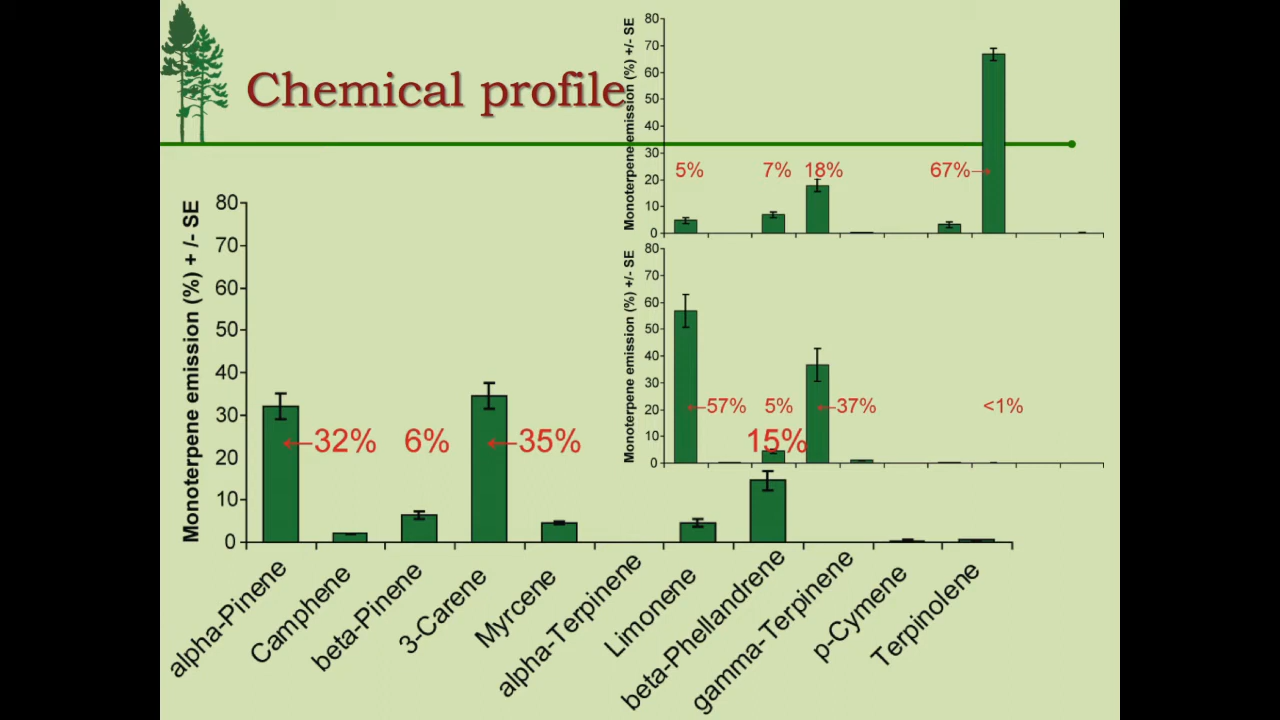 Chemical profile
Monoterpene emission (%) +/- SE
80
70
60
50
40
30
20
10
0
5%
7%
18%
67%
Monoterpene emission (%) +/- SE
80
70
60
50
40
30
20
10
0
57%
5%
37%
<1%
Monoterpene emission (%) + /- SE
80
70
60
50
40
30
20
10
0
32%
6%
35%
15%
alpha-Pinene
Camphene
beta-Pinene
3-Carene
Myrcene
alpha-Terpinene
Limonene
beta-Phellandrene
gamma-Terpinene
p-Cymene
Terpinolene